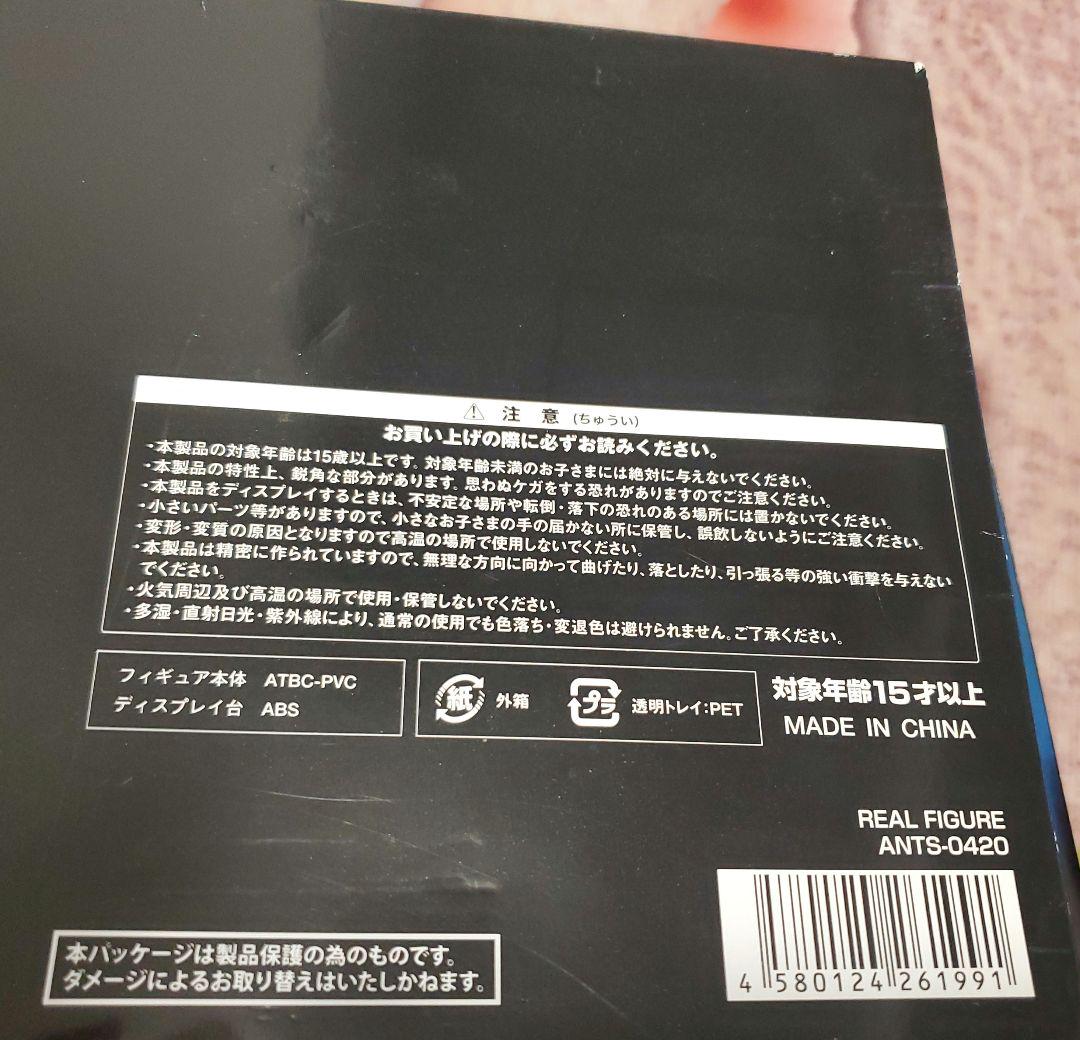 ⚠ 注 意 (ちゅうい)
お買い上げの際に必ずお読みください。
・本製品の対象年齢は15歳以上です。対象年齢未満のお子さまには絶対に与えないでください。
・本製品の特性上、鋭角な部分があります。思わぬケガをする恐れがありますのでご注意ください。
・本製品をディスプレイするときは、不安定な場所や転倒・落下の恐れのある場所には置かないでください。
・小さいパーツ等がありますので、小さなお子さまの手の届かない所に保管し、誤飲しないようにご注意ください。
・変形・変質の原因となりますので高温の場所で使用しないでください。
・本製品は精密に作られていますので、無理な方向に向かって曲げたり、落としたり、引っ張る等の強い衝撃を与えない
でください。
・火気周辺及び高温の場所で使用・保管しないでください。
・多湿・直射日光・紫外線により、通常の使用でも色落ち・変退色は避けられません。ご了承ください。
フィギュア本体 ATBC-PVC
ディスプレイ台 ABS
紙 外箱 プラ 透明トレイ:PET
対象年齢15才以上
MADE IN CHINA
REAL FIGURE
ANTS-0420
4 580124 261991
本パッケージは製品保護の為のものです。
ダメージによるお取り替えはいたしかねます。